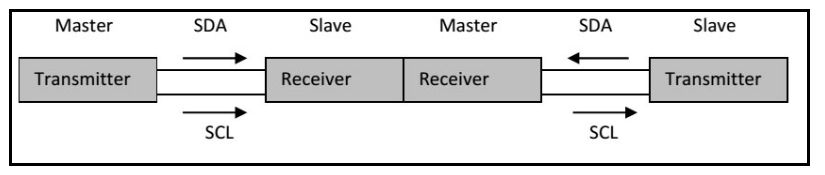 Master SDA Slave Master SDA Slave
Transmitter Receiver Receiver Transmitter
SCL SCL